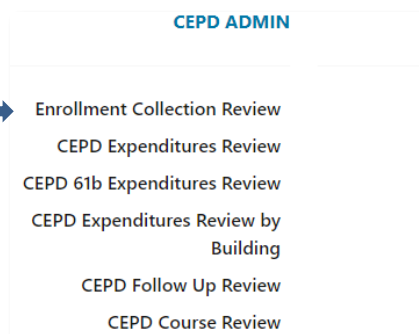 CEPD ADMIN
Enrollment Collection Review
CEPD Expenditures Review
CEPD 61b Expenditures Review
CEPD Expenditures Review by
Building
CEPD Follow Up Review
CEPD Course Review